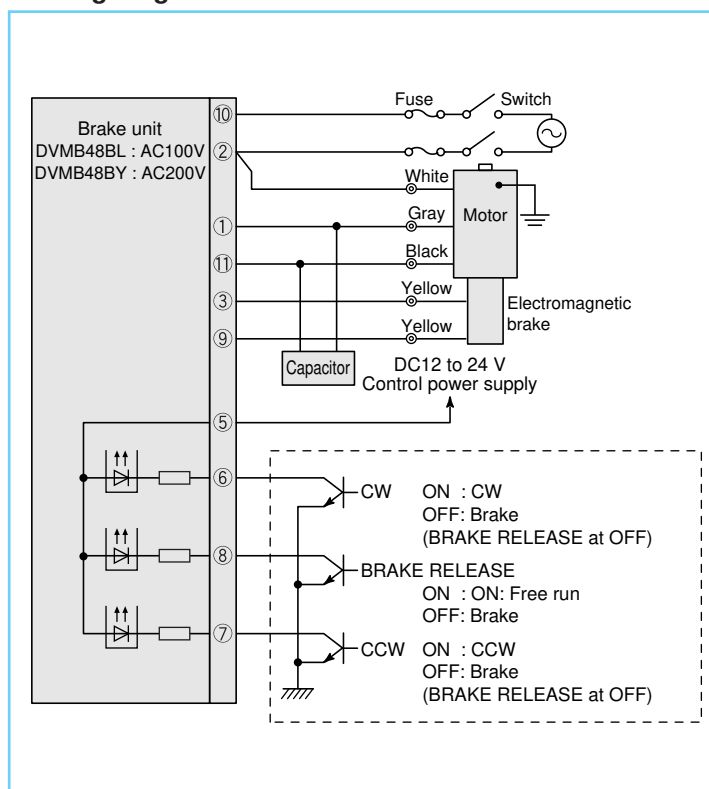 Brake unit
DVMB48BL : AC100V
DVMB48BY : AC200V
⑩
②
①
⑪
③
⑨
⑤
⑥
⑧
⑦
Fuse
Switch
White
Gray
Black
Yellow
Yellow
Motor
Electromagnetic
brake
Capacitor
DC12 to 24 V
Control power supply
CW ON : CW
OFF: Brake
(BRAKE RELEASE at OFF)
BRAKE RELEASE
ON : ON: Free run
OFF: Brake
CCW ON : CCW
OFF: Brake
(BRAKE RELEASE at OFF)